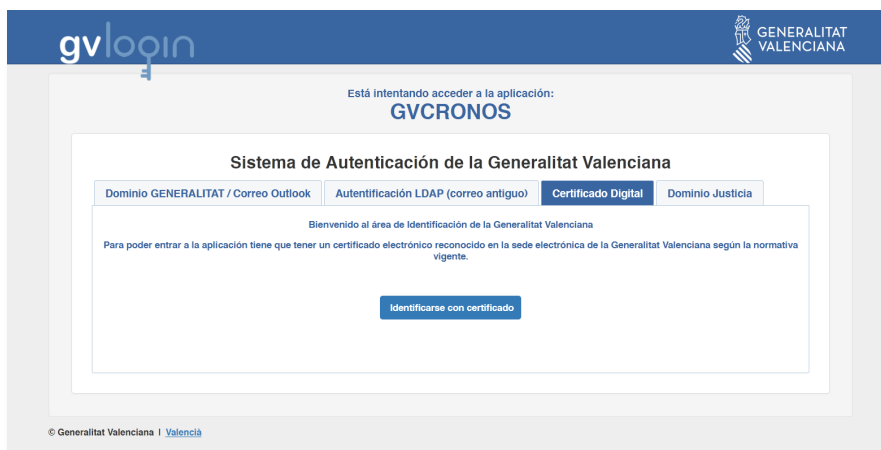 gvlogin
GENERALITAT
VALENCIANA
Está intentando acceder a la aplicación:
GVCRONOS
Sistema de Autenticación de la Generalitat Valenciana
Dominio GENERALITAT / Correo Outlook
Autentificación LDAP (correo antiguo)
Certificado Digital
Dominio Justicia
Bienvenido al área de Identificación de la Generalitat Valenciana
Para poder entrar a la aplicación tiene que tener un certificado electrónico reconocido en la sede electrónica de la Generalitat Valenciana según la normativa
vigente.
Identificarse con certificado
© Generalitat Valenciana | Valencià